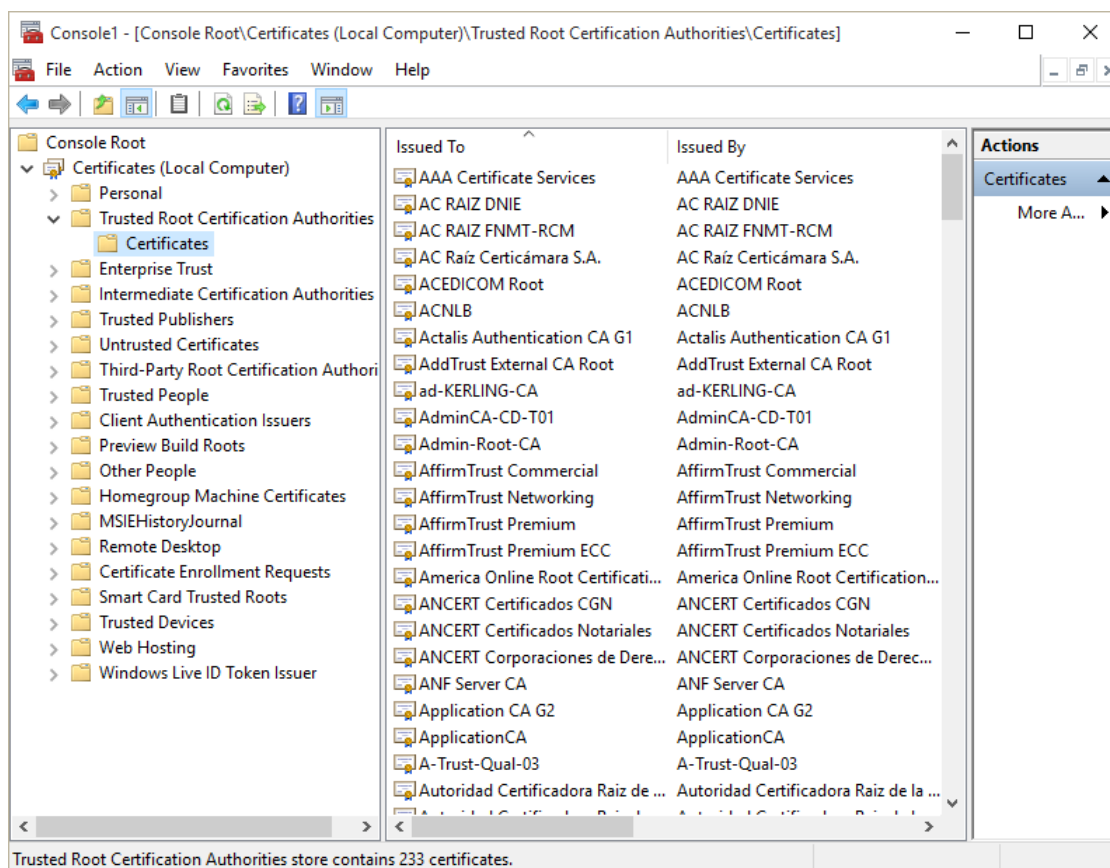 Console1 - [Console Root\Certificates (Local Computer)\Trusted Root Certification Authorities\Certificates]
File Action View Favorites Window Help
Console Root
Certificates (Local Computer)
Personal
Trusted Root Certification Authorities
Certificates
Enterprise Trust
Intermediate Certification Authorities
Trusted Publishers
Untrusted Certificates
Third-Party Root Certification Authori
Trusted People
Client Authentication Issuers
Preview Build Roots
Other People
Homegroup Machine Certificates
MSIEHistoryJournal
Remote Desktop
Certificate Enrollment Requests
Smart Card Trusted Roots
Trusted Devices
Web Hosting
Windows Live ID Token Issuer
Issued To Issued By
AAA Certificate Services AAA Certificate Services
AC RAIZ DNIE AC RAIZ DNIE
AC RAIZ FNMT-RCM AC RAIZ FNMT-RCM
AC Raíz Certicámara S.A. AC Raíz Certicámara S.A.
ACEDICOM Root ACEDICOM Root
ACNLB ACNLB
Actalis Authentication CA G1 Actalis Authentication CA G1
AddTrust External CA Root AddTrust External CA Root
ad-KERLING-CA ad-KERLING-CA
AdminCA-CD-T01 AdminCA-CD-T01
Admin-Root-CA Admin-Root-CA
AffirmTrust Commercial AffirmTrust Commercial
AffirmTrust Networking AffirmTrust Networking
AffirmTrust Premium AffirmTrust Premium
AffirmTrust Premium ECC AffirmTrust Premium ECC
America Online Root Certificati... America Online Root Certification...
ANCERT Certificados CGN ANCERT Certificados CGN
ANCERT Certificados Notariales ANCERT Certificados Notariales
ANCERT Corporaciones de Dere... ANCERT Corporaciones de Derec...
ANF Server CA ANF Server CA
Application CA G2 Application CA G2
ApplicationCA ApplicationCA
A-Trust-Qual-03 A-Trust-Qual-03
Autoridad Certificadora Raiz de ... Autoridad Certificadora Raiz de la ...
Actions
Certificates
More A...
Trusted Root Certification Authorities store contains 233 certificates.